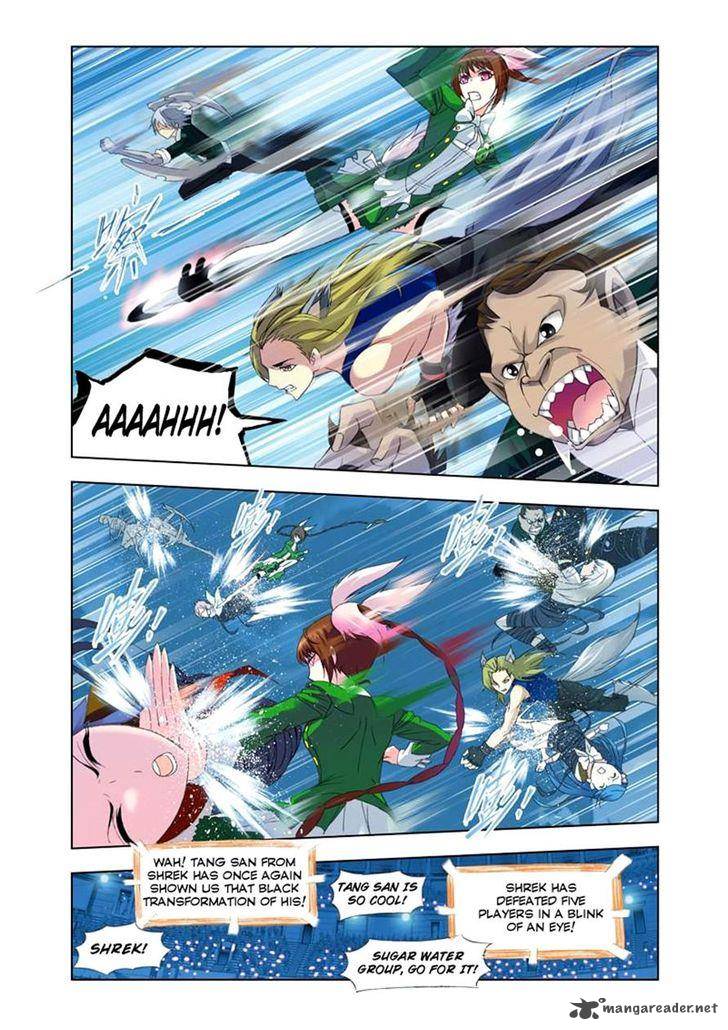 AAAAHHH!
WAH! TANG SAN FROM
SHREK HAS ONCE AGAIN
SHOWN US THAT BLACK
TRANSFORMATION OF HIS!
TANG SAN IS
SO COOL!
SHREK HAS
DEFEATED FIVE
PLAYERS IN A BLINK
OF AN EYE!
SHREK!
SUGAR WATER
GROUP, GO FOR IT!
mangareader.net